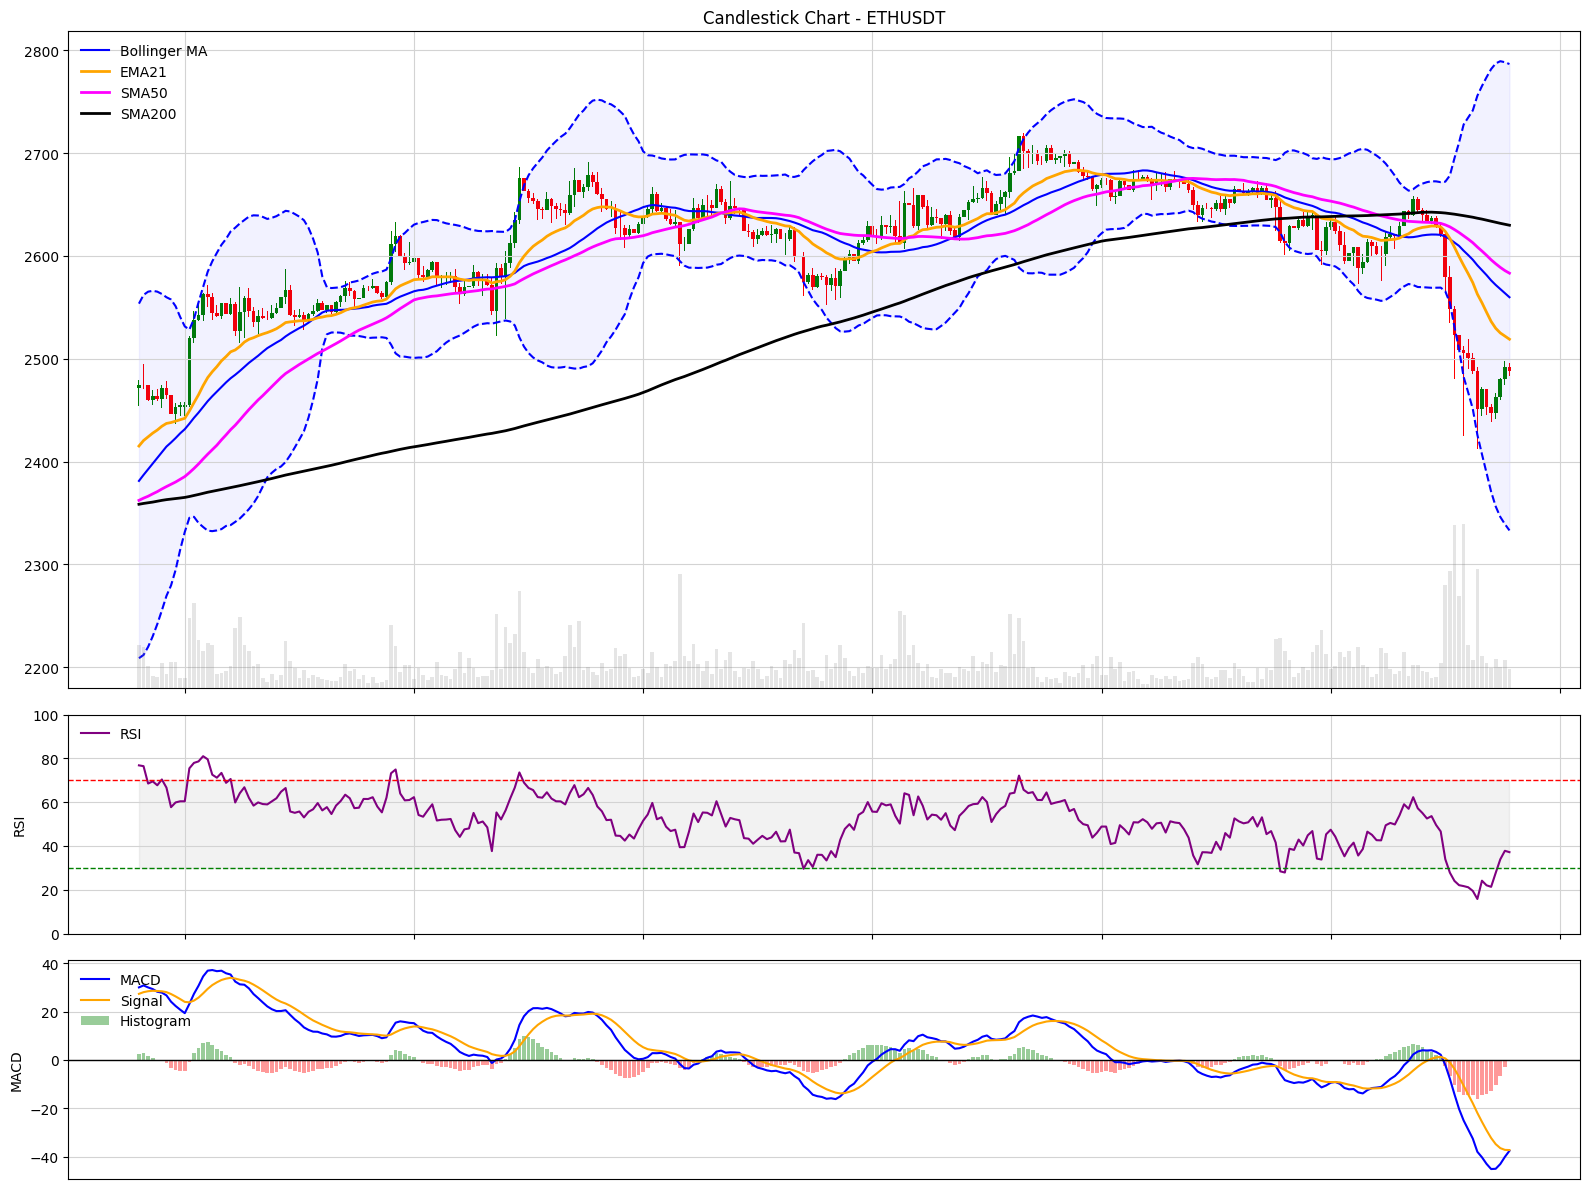 Candlestick Chart - ETHUSDT
Bollinger MA
EMA21
SMA50
SMA200
2800
2700
2600
2500
2400
2300
2200
RSI
100
80
60
40
20
0
RSI
MACD
Signal
Histogram
40
20
0
−20
−40
MACD